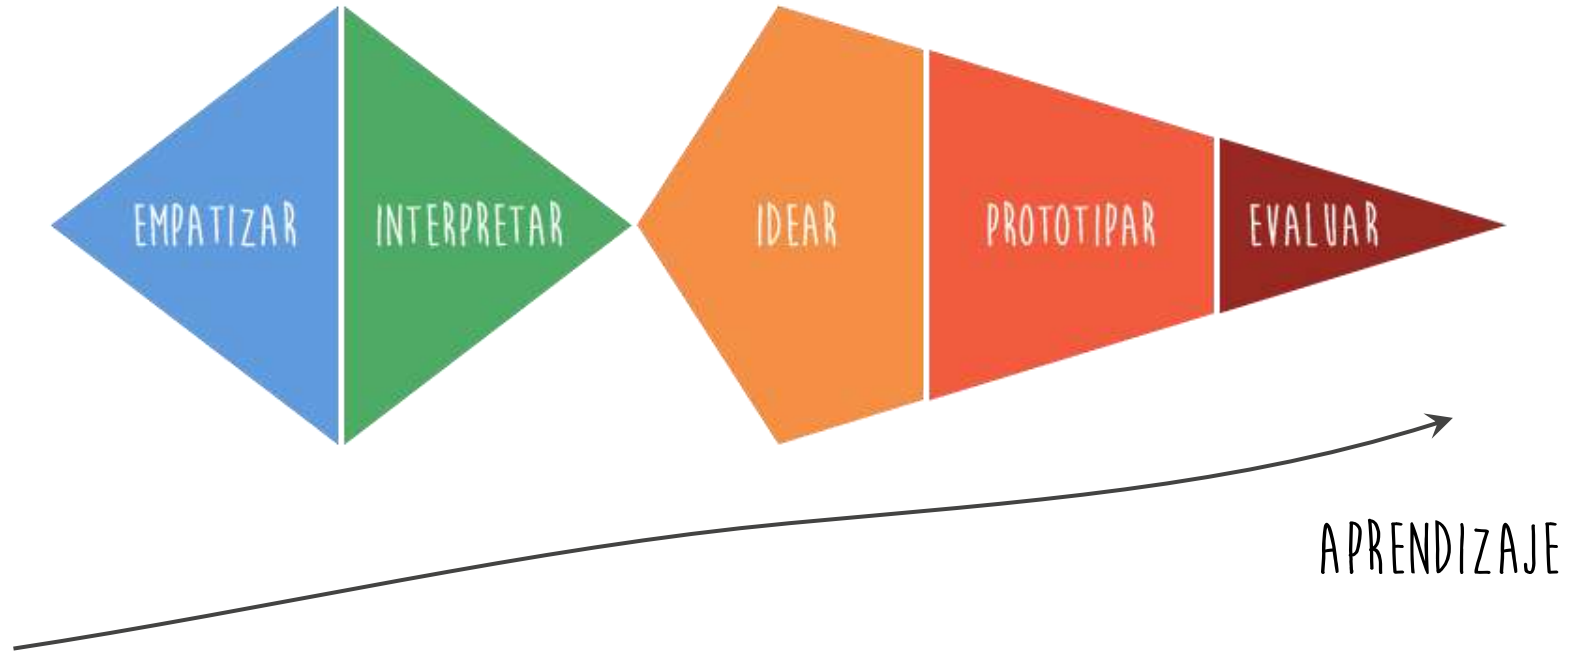 EMPATIZAR
INTERPRETAR
IDEAR
PROTOTIPAR
EVALUAR
APRENDIZAJE